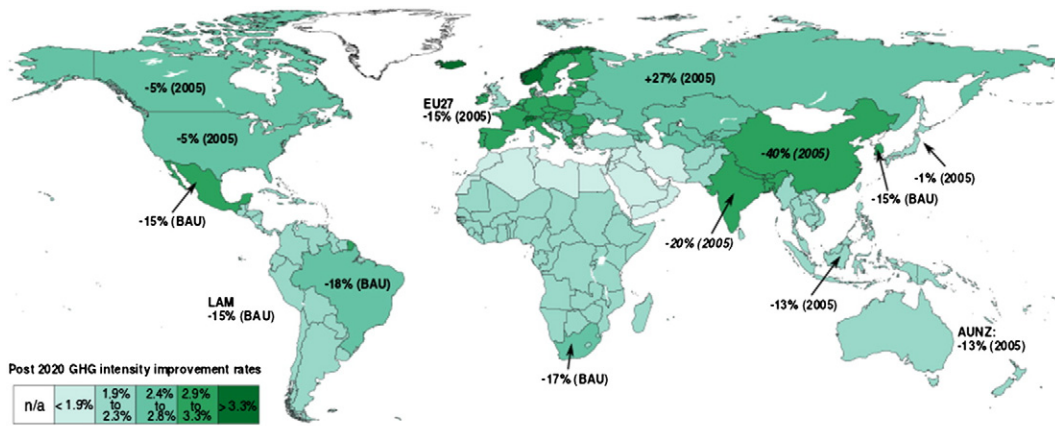 -5% (2005)
+27% (2005)
EU27
-15% (2005)
-5% (2005)
-40% (2005)
-1% (2005)
-15% (BAU)
-15% (BAU)
-20% (2005)
-18% (BAU)
LAM
-15% (BAU)
-13% (2005)
AUNZ:
-13% (2005)
-17% (BAU)
Post 2020 GHG intensity improvement rates
n/a
< 1.9%
1.9%
to
2.3%
2.4%
to
2.8%
2.9%
to
3.3%
> 3.3%